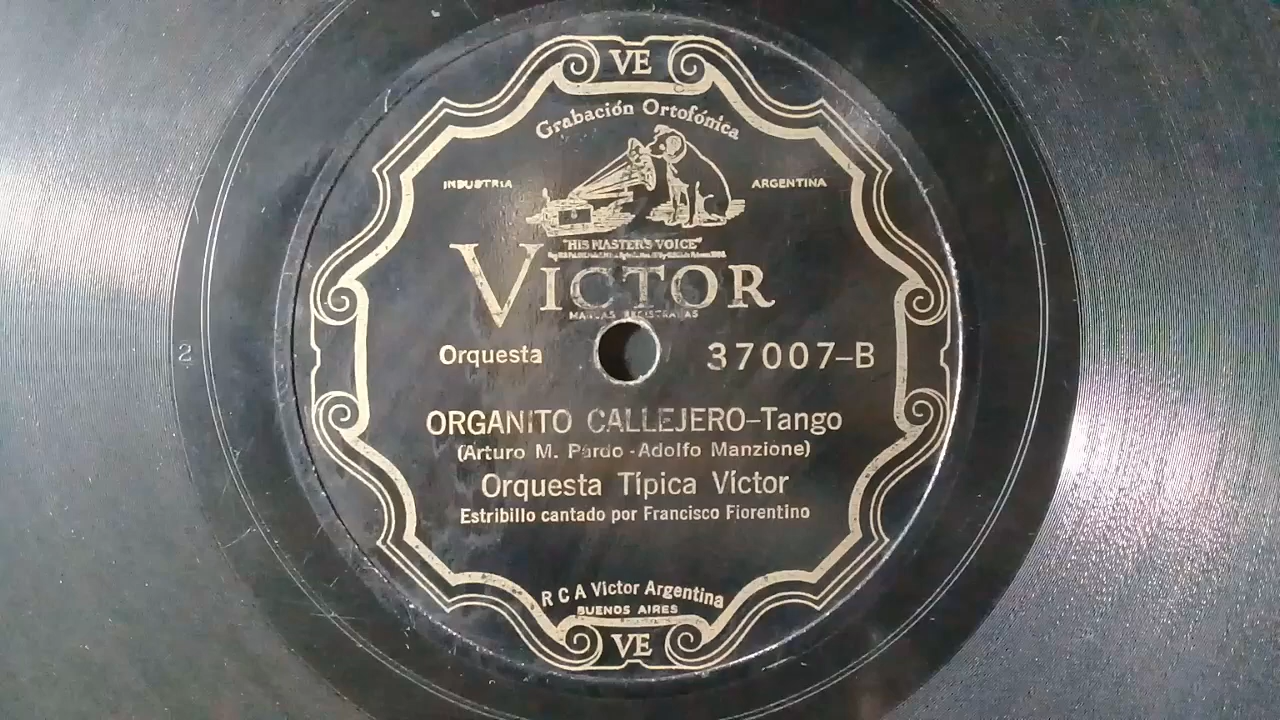 VE
Grabación Ortofónica
INDUSTRIA ARGENTINA
"HIS MASTER'S VOICE"
VICTOR
MARCAS REGISTRADAS
Orquesta 37007-B
2
ORGANITO CALLEJERO-Tango
(Arturo M. Pardo - Adolfo Manzione)
Orquesta Típica Víctor
Estribillo cantado por Francisco Fiorentino
R C A Victor Argentina
BUENOS AIRES
VE